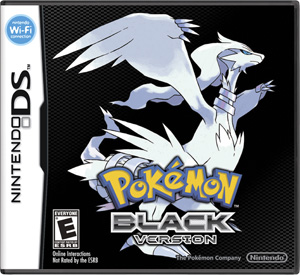 Nintendo
Wi-Fi
Connection
NINTENDO DS
POKéMON
BLACK
VERSION
EVERYONE
E
ESRB
Online Interactions
Not Rated by the ESRB
The Pokémon Company
Nintendo